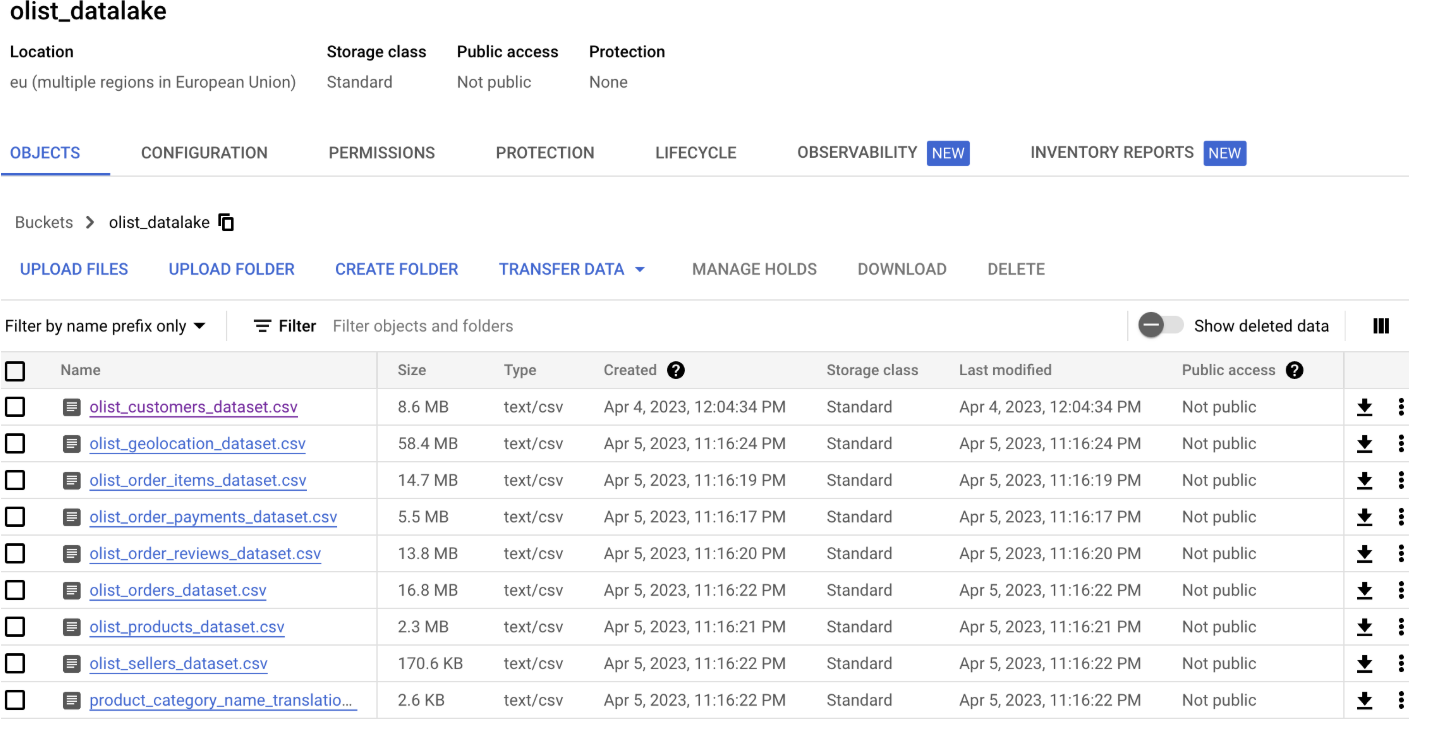 olist_datalake
Location Storage class Public access Protection
eu (multiple regions in European Union) Standard Not public None
OBJECTS CONFIGURATION PERMISSIONS PROTECTION LIFECYCLE OBSERVABILITY NEW INVENTORY REPORTS NEW
Buckets olist_datalake
UPLOAD FILES UPLOAD FOLDER CREATE FOLDER TRANSFER DATA MANAGE HOLDS DOWNLOAD DELETE
Filter by name prefix only Filter Filter objects and folders Show deleted data
Name Size Type Created ? Storage class Last modified Public access ?
olist_customers_dataset.csv 8.6 MB text/csv Apr 4, 2023, 12:04:34 PM Standard Apr 4, 2023, 12:04:34 PM Not public
olist_geolocation_dataset.csv 58.4 MB text/csv Apr 5, 2023, 11:16:24 PM Standard Apr 5, 2023, 11:16:24 PM Not public
olist_order_items_dataset.csv 14.7 MB text/csv Apr 5, 2023, 11:16:19 PM Standard Apr 5, 2023, 11:16:19 PM Not public
olist_order_payments_dataset.csv 5.5 MB text/csv Apr 5, 2023, 11:16:17 PM Standard Apr 5, 2023, 11:16:17 PM Not public
olist_order_reviews_dataset.csv 13.8 MB text/csv Apr 5, 2023, 11:16:20 PM Standard Apr 5, 2023, 11:16:20 PM Not public
olist_orders_dataset.csv 16.8 MB text/csv Apr 5, 2023, 11:16:22 PM Standard Apr 5, 2023, 11:16:22 PM Not public
olist_products_dataset.csv 2.3 MB text/csv Apr 5, 2023, 11:16:21 PM Standard Apr 5, 2023, 11:16:21 PM Not public
olist_sellers_dataset.csv 170.6 KB text/csv Apr 5, 2023, 11:16:22 PM Standard Apr 5, 2023, 11:16:22 PM Not public
product_category_name_translatio... 2.6 KB text/csv Apr 5, 2023, 11:16:22 PM Standard Apr 5, 2023, 11:16:22 PM Not public